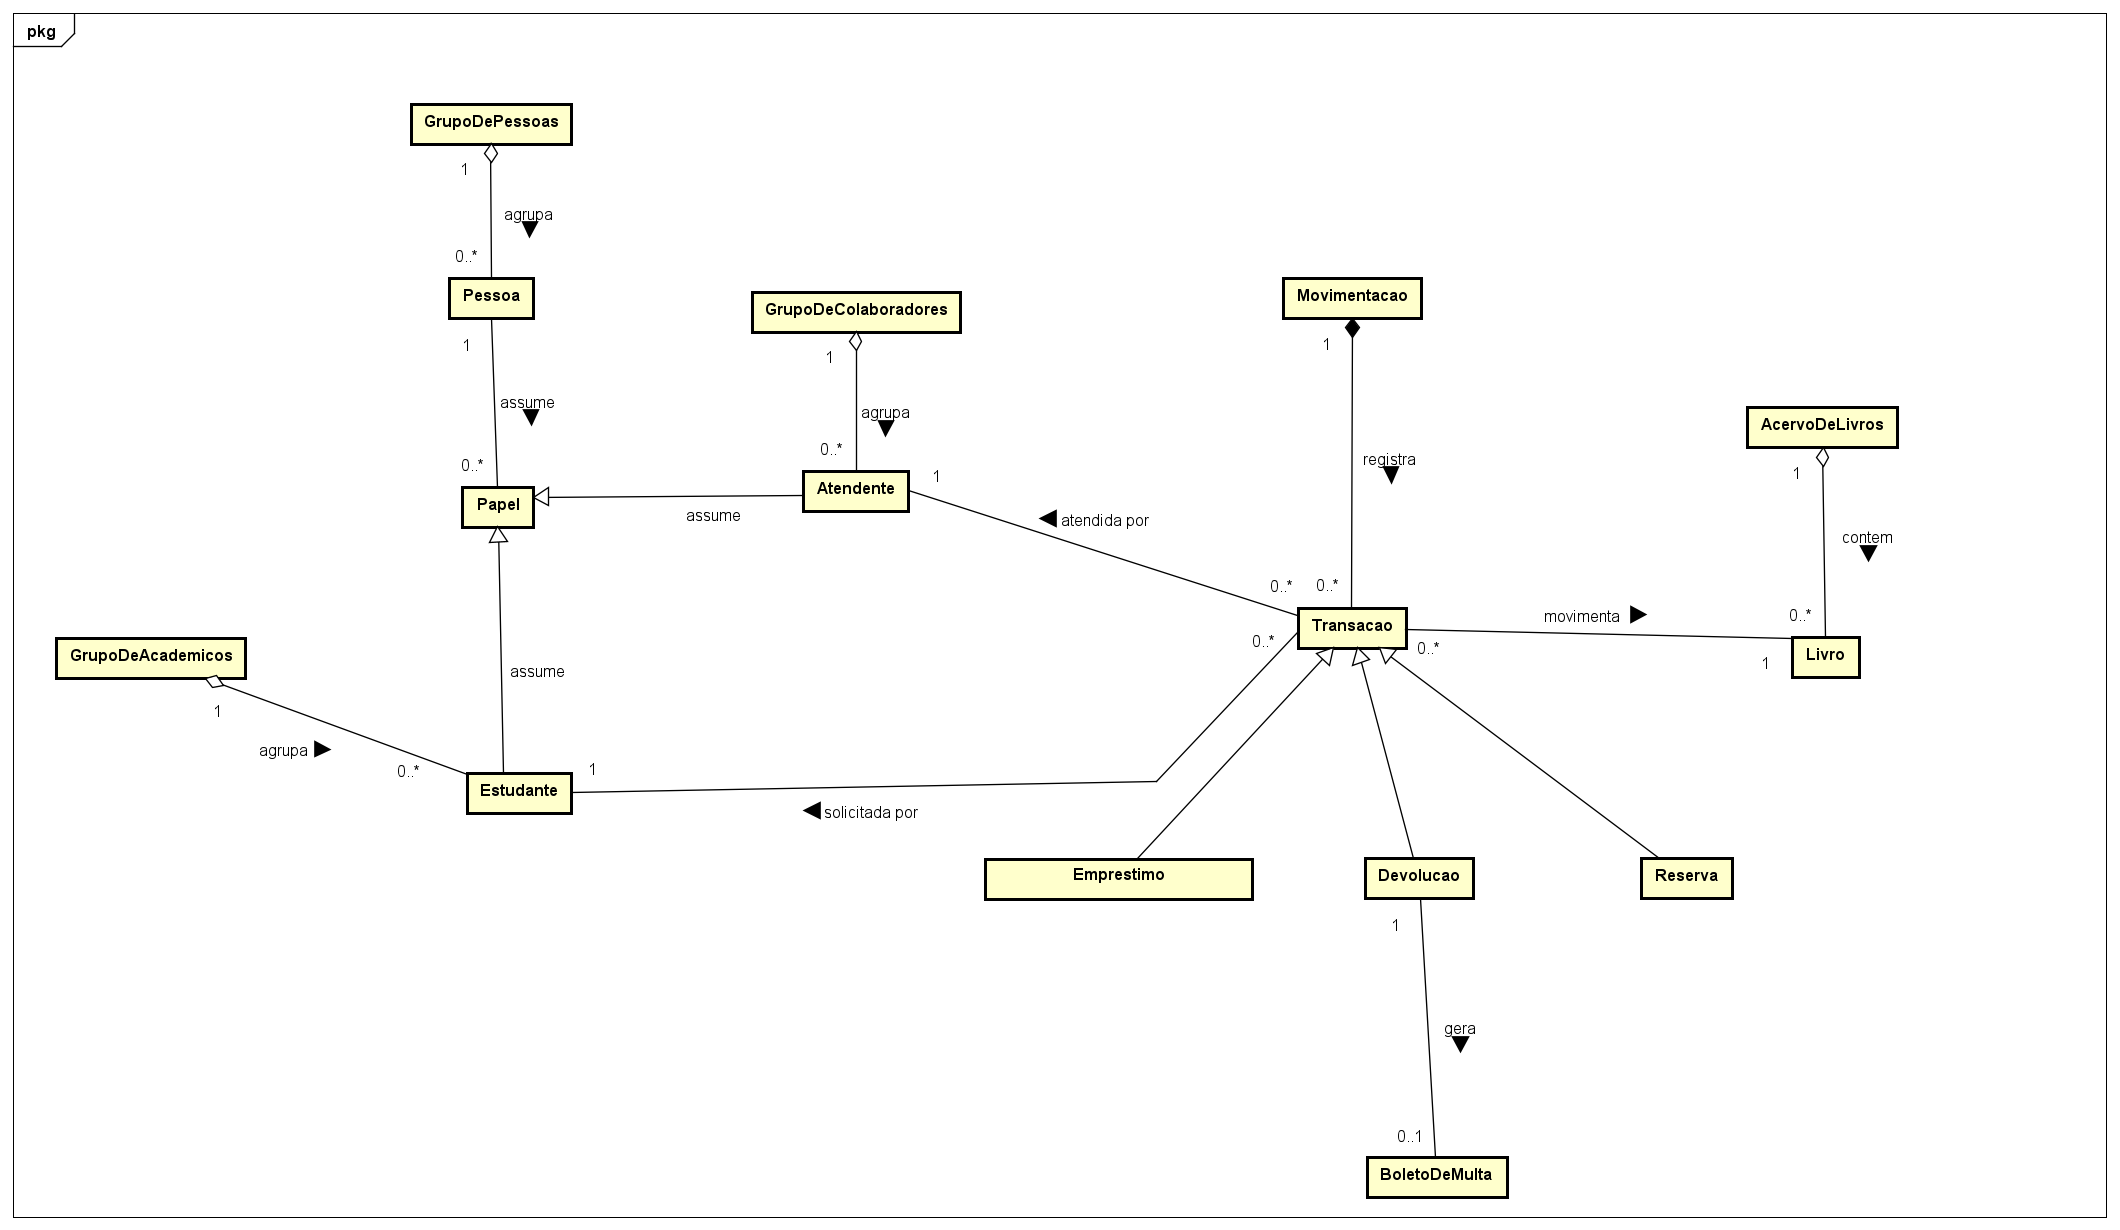 pkg
GrupoDePessoas
1
agrupa
0..*
Pessoa
1
assume
0..*
Papel
GrupoDeColaboradores
1
agrupa
0..*
Atendente
1
assume
atendida por
0..*
Movimentacao
1
registra
0..*
Transacao
0..*
0..*
movimenta
1
AcervoDeLivros
1
contem
0..*
Livro
GrupoDeAcademicos
1
agrupa
0..*
assume
Estudante
1
solicitada por
Emprestimo
Devolucao
Reserva
1
gera
0..1
BoletoDeMulta